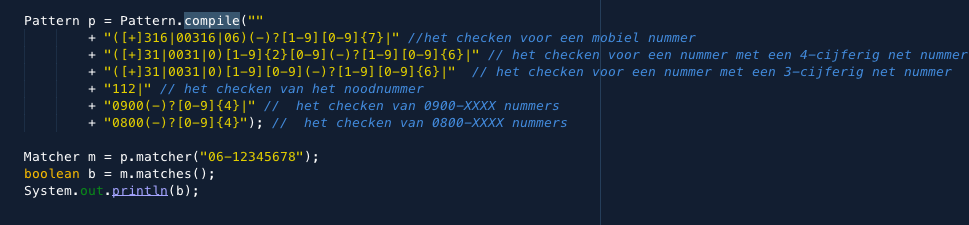 Pattern p = Pattern.compile(""
+ "([+]316|00316|06)(-)?[1-9][0-9]{7}|" //het checken voor een mobiel nummer
+ "([+]31|0031|0)[1-9]{2}[0-9](-)?[1-9][0-9]{6}|" // het checken voor een nummer met een 4-cijferig net nummer
+ "([+]31|0031|0)[1-9][0-9](-)?[1-9][0-9]{6}|"  // het checken voor een nummer met een 3-cijferig net nummer
+ "112|" // het checken van het noodnummer
+ "0900(-)?[0-9]{4}|" //  het checken van 0900-XXXX nummers
+ "0800(-)?[0-9]{4}"); //  het checken van 0800-XXXX nummers
Matcher m = p.matcher("06-12345678");
boolean b = m.matches();
System.out.println(b);